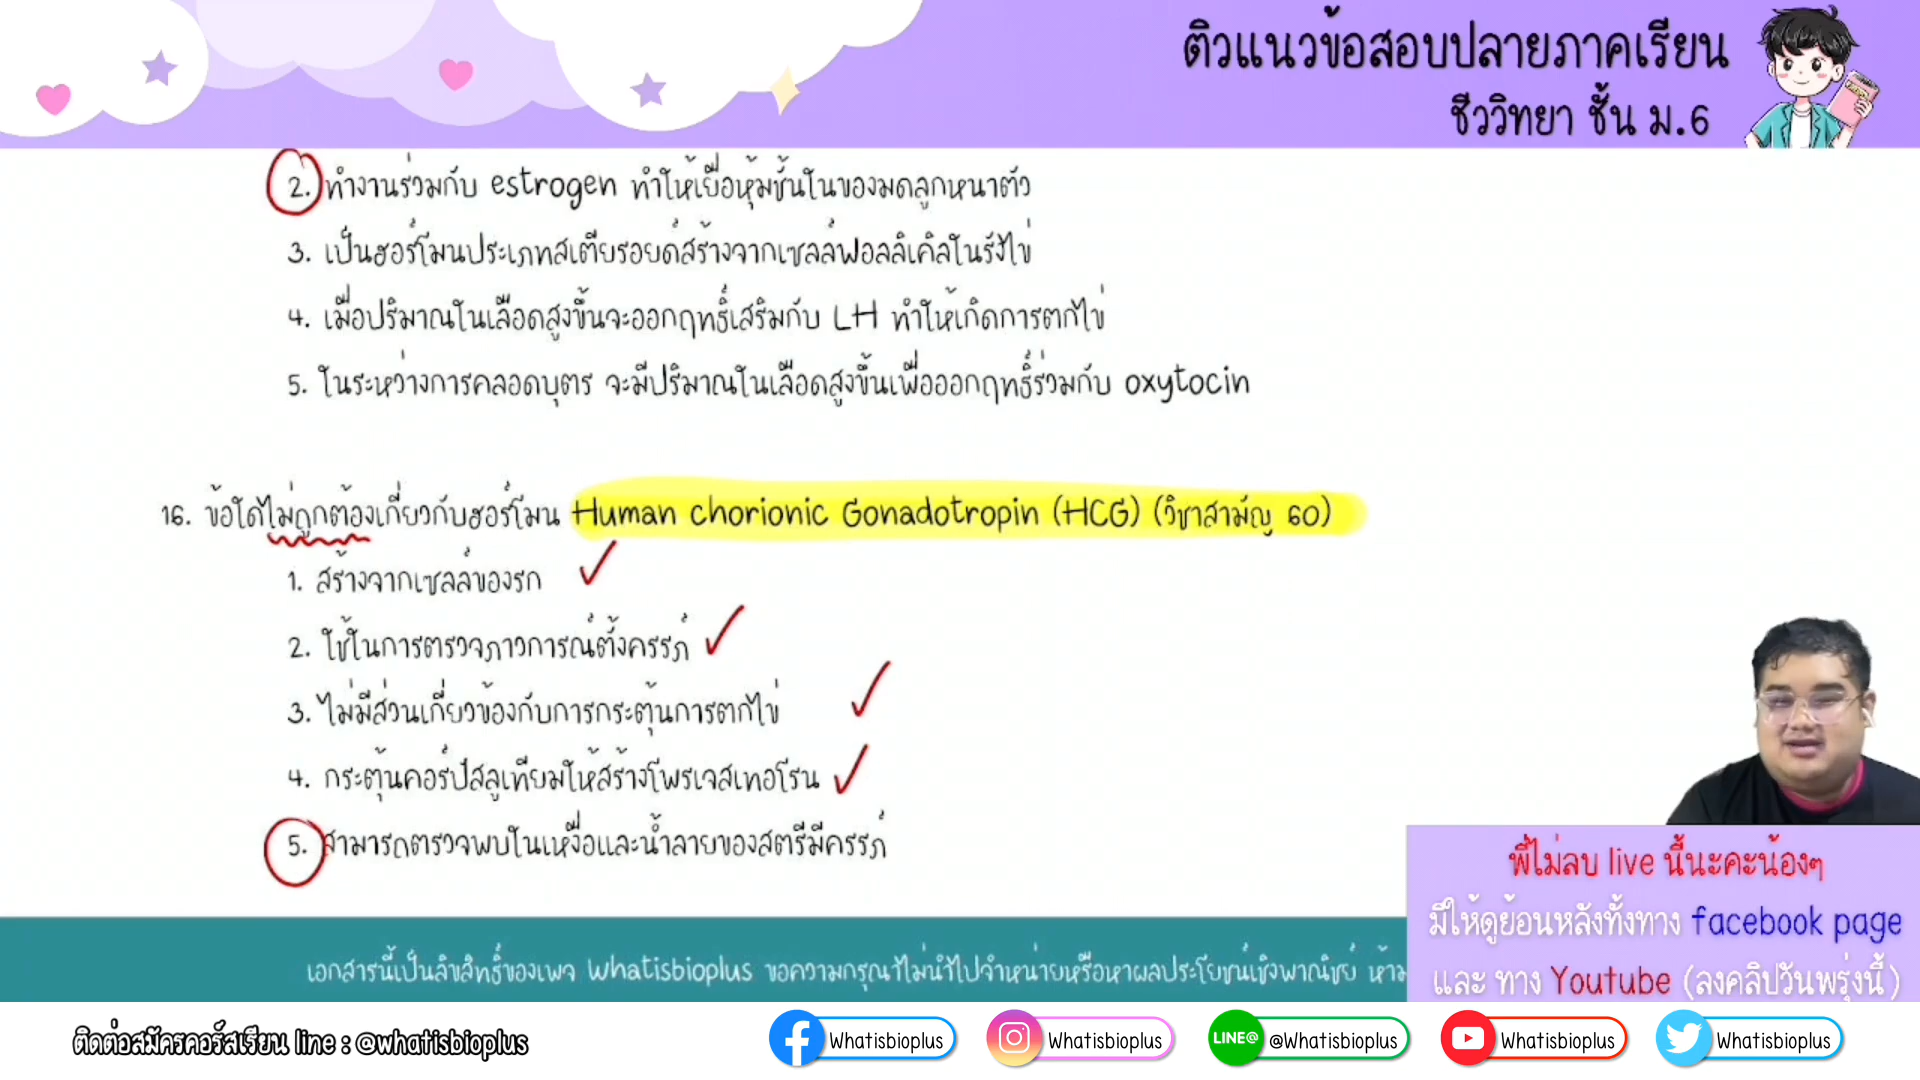 ติวแนวข้อสอบปลายภาคเรียน
ชีววิทยา ชั้น ม.6
2. ทำงานร่วมกับ estrogen ทำให้เยื่อหุ้มชั้นในของมดลูกหนาตัว
3. เป็นฮอร์โมนประเภทสเตียรอยด์สร้างจากเซลล์ฟอลลิเคิลในรังไข่
4. เมื่อปริมาณในเลือดสูงขึ้นจะออกฤทธิ์เสริมกับ LH ทำให้เกิดการตกไข่
5. ในระหว่างการคลอดบุตร จะมีปริมาณในเลือดสูงขึ้นเพื่อออกฤทธิ์ร่วมกับ oxytocin
16. ข้อใดไม่ถูกต้องเกี่ยวกับฮอร์โมน Human chorionic Gonadotropin (HCG) (วิชาสามัญ 60)
1. สร้างจากเซลล์ของรก
2. ใช้ในการตรวจภาวการณ์ตั้งครรภ์
3. ไม่มีส่วนเกี่ยวข้องกับการกระตุ้นการตกไข่
4. กระตุ้นคอร์ปัสลูเทียมให้สร้างโพรเจสเทอโรน
5. สามารถตรวจพบในเหงื่อและน้ำลายของสตรีมีครรภ์
พี่ไม่ลบ live นี้นะคะน้องๆ
มีให้ดูย้อนหลังทั้งทาง facebook page
และ ทาง Youtube (ลงคลิปวันพรุ่งนี้)
เอกสารนี้เป็นลิขสิทธิ์ของเพจ whatisbioplus ขอความกรุณาไม่นำไปจำหน่ายหรือหาผลประโยชน์เชิงพาณิชย์ ห้าม
ติดต่อสมัครคอร์สเรียน line : @whatisbioplus
Whatisbioplus
Whatisbioplus
LINE@ @Whatisbioplus
Whatisbioplus
Whatisbioplus